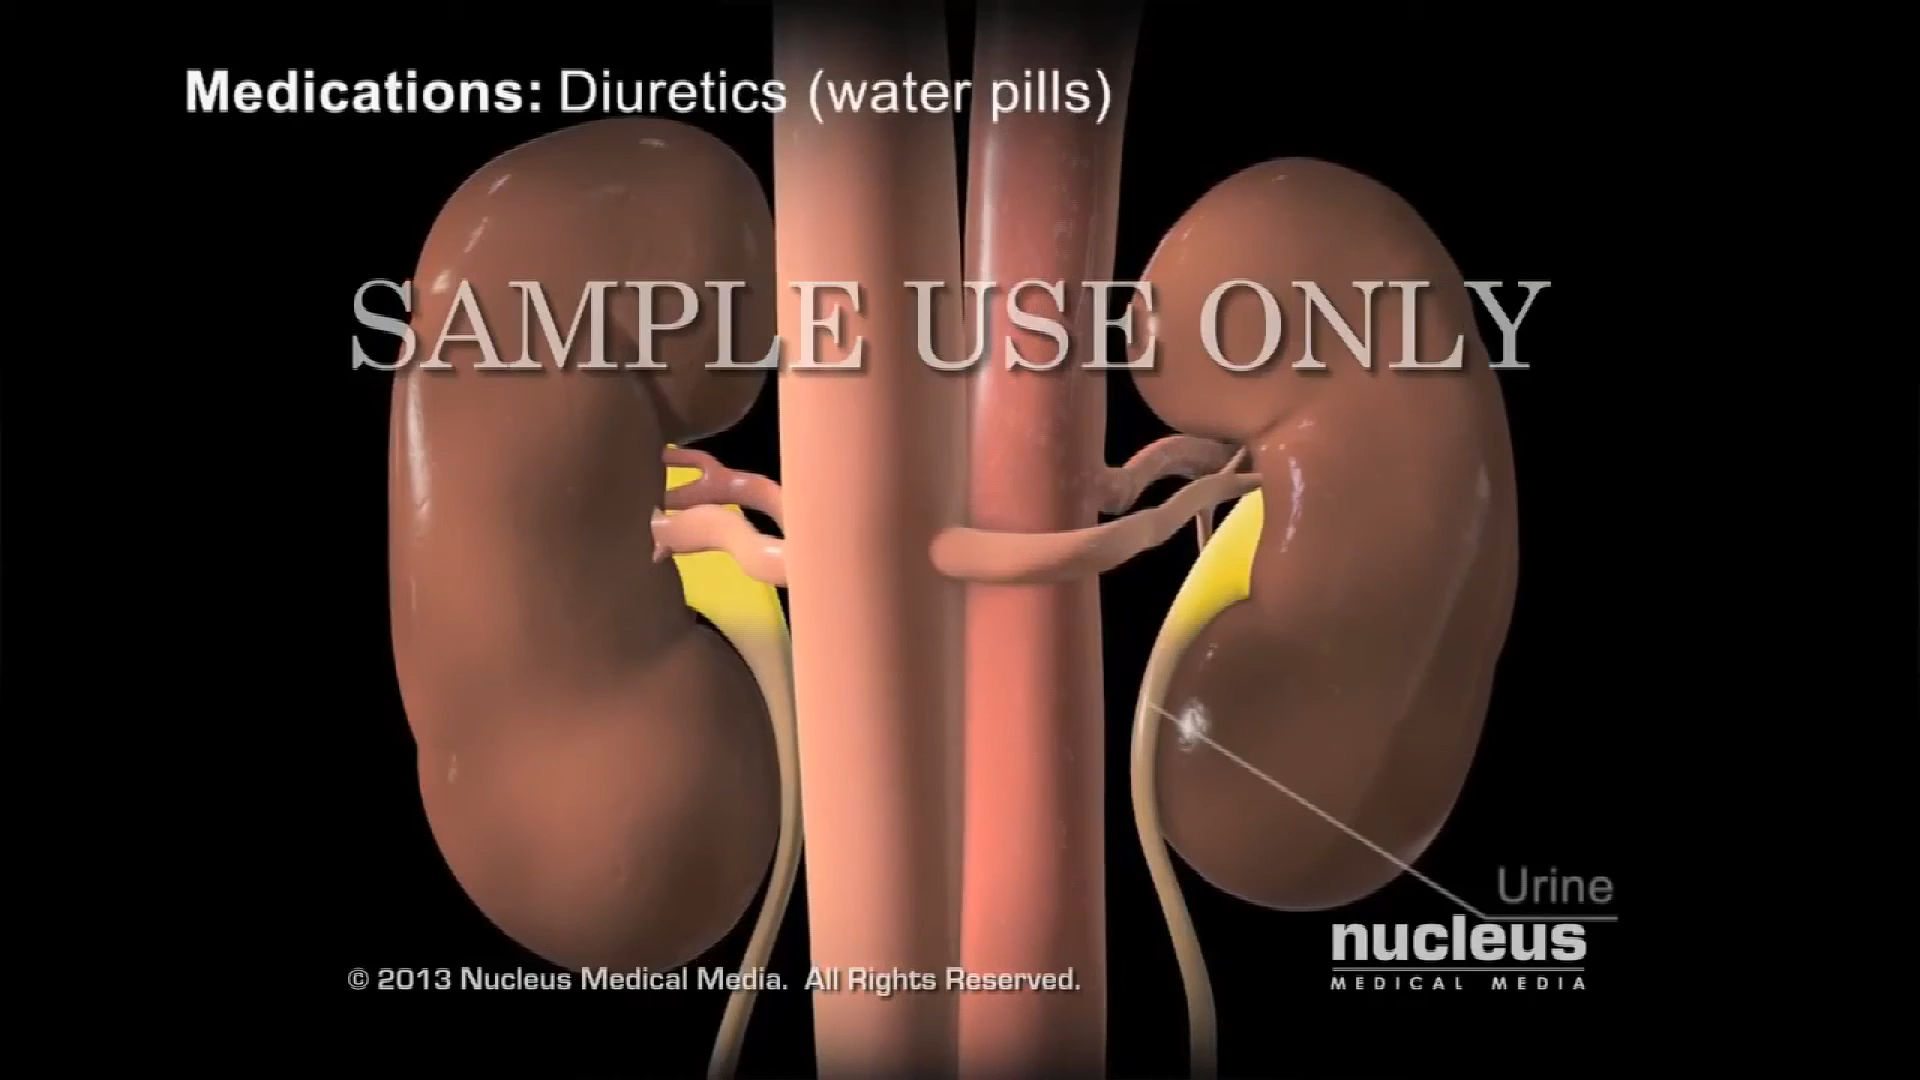 Medications: Diuretics (water pills)
SAMPLE USE ONLY
Urine
nucleus
MEDICAL MEDIA
© 2013 Nucleus Medical Media. All Rights Reserved.